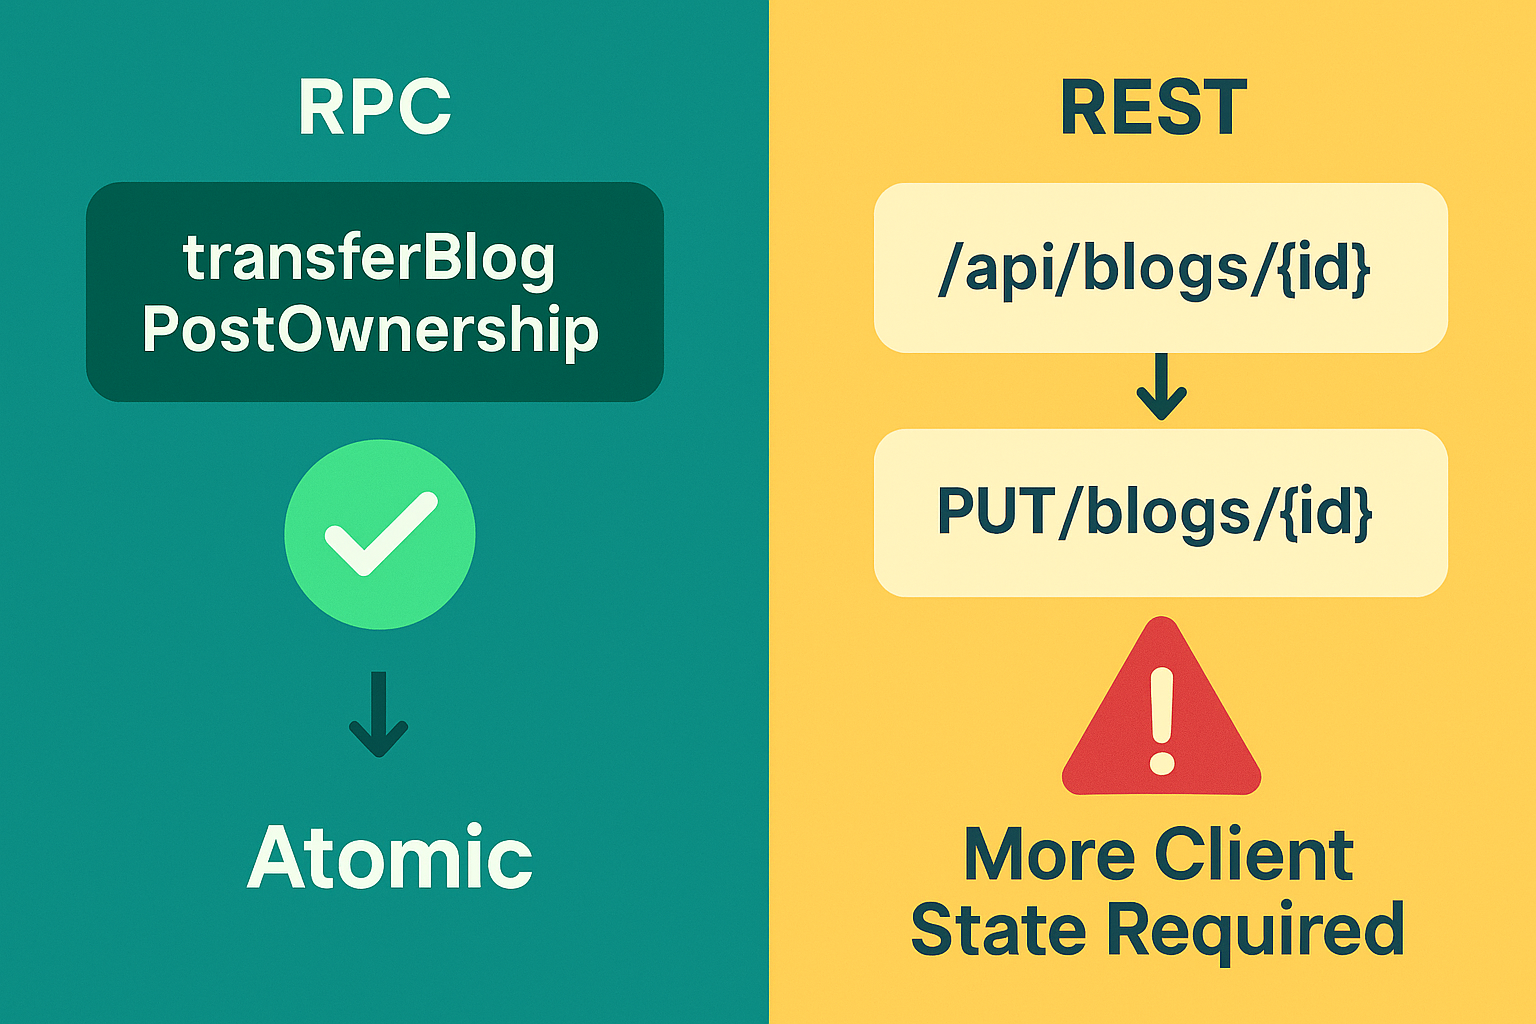 RPC
transferBlog
PostOwnership
Atomic
REST
/api/blogs/{id}
PUT/blogs/{id}
More Client
State Required